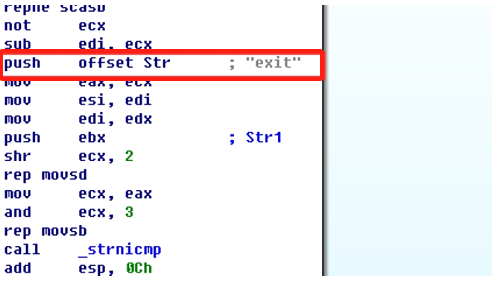 repne scasb
not ecx
sub edi, ecx
push offset Str ; "exit"
mov eax, ecx
mov esi, edi
mov edi, edx
push ebx ; Str1
shr ecx, 2
rep movsd
mov ecx, eax
and ecx, 3
rep movsb
call _strnicmp
add esp, 0Ch